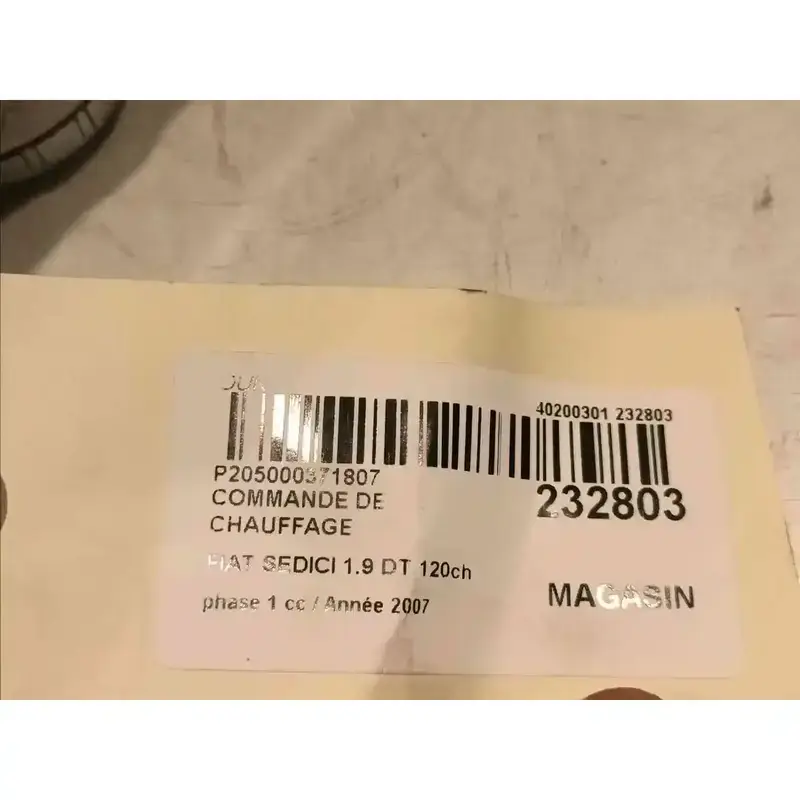 40200301 232803
P205000371807
COMMANDE DE
CHAUFFAGE
232803
FIAT SEDICI 1.9 DT 120ch
phase 1 cc / Année 2007
MAGASIN